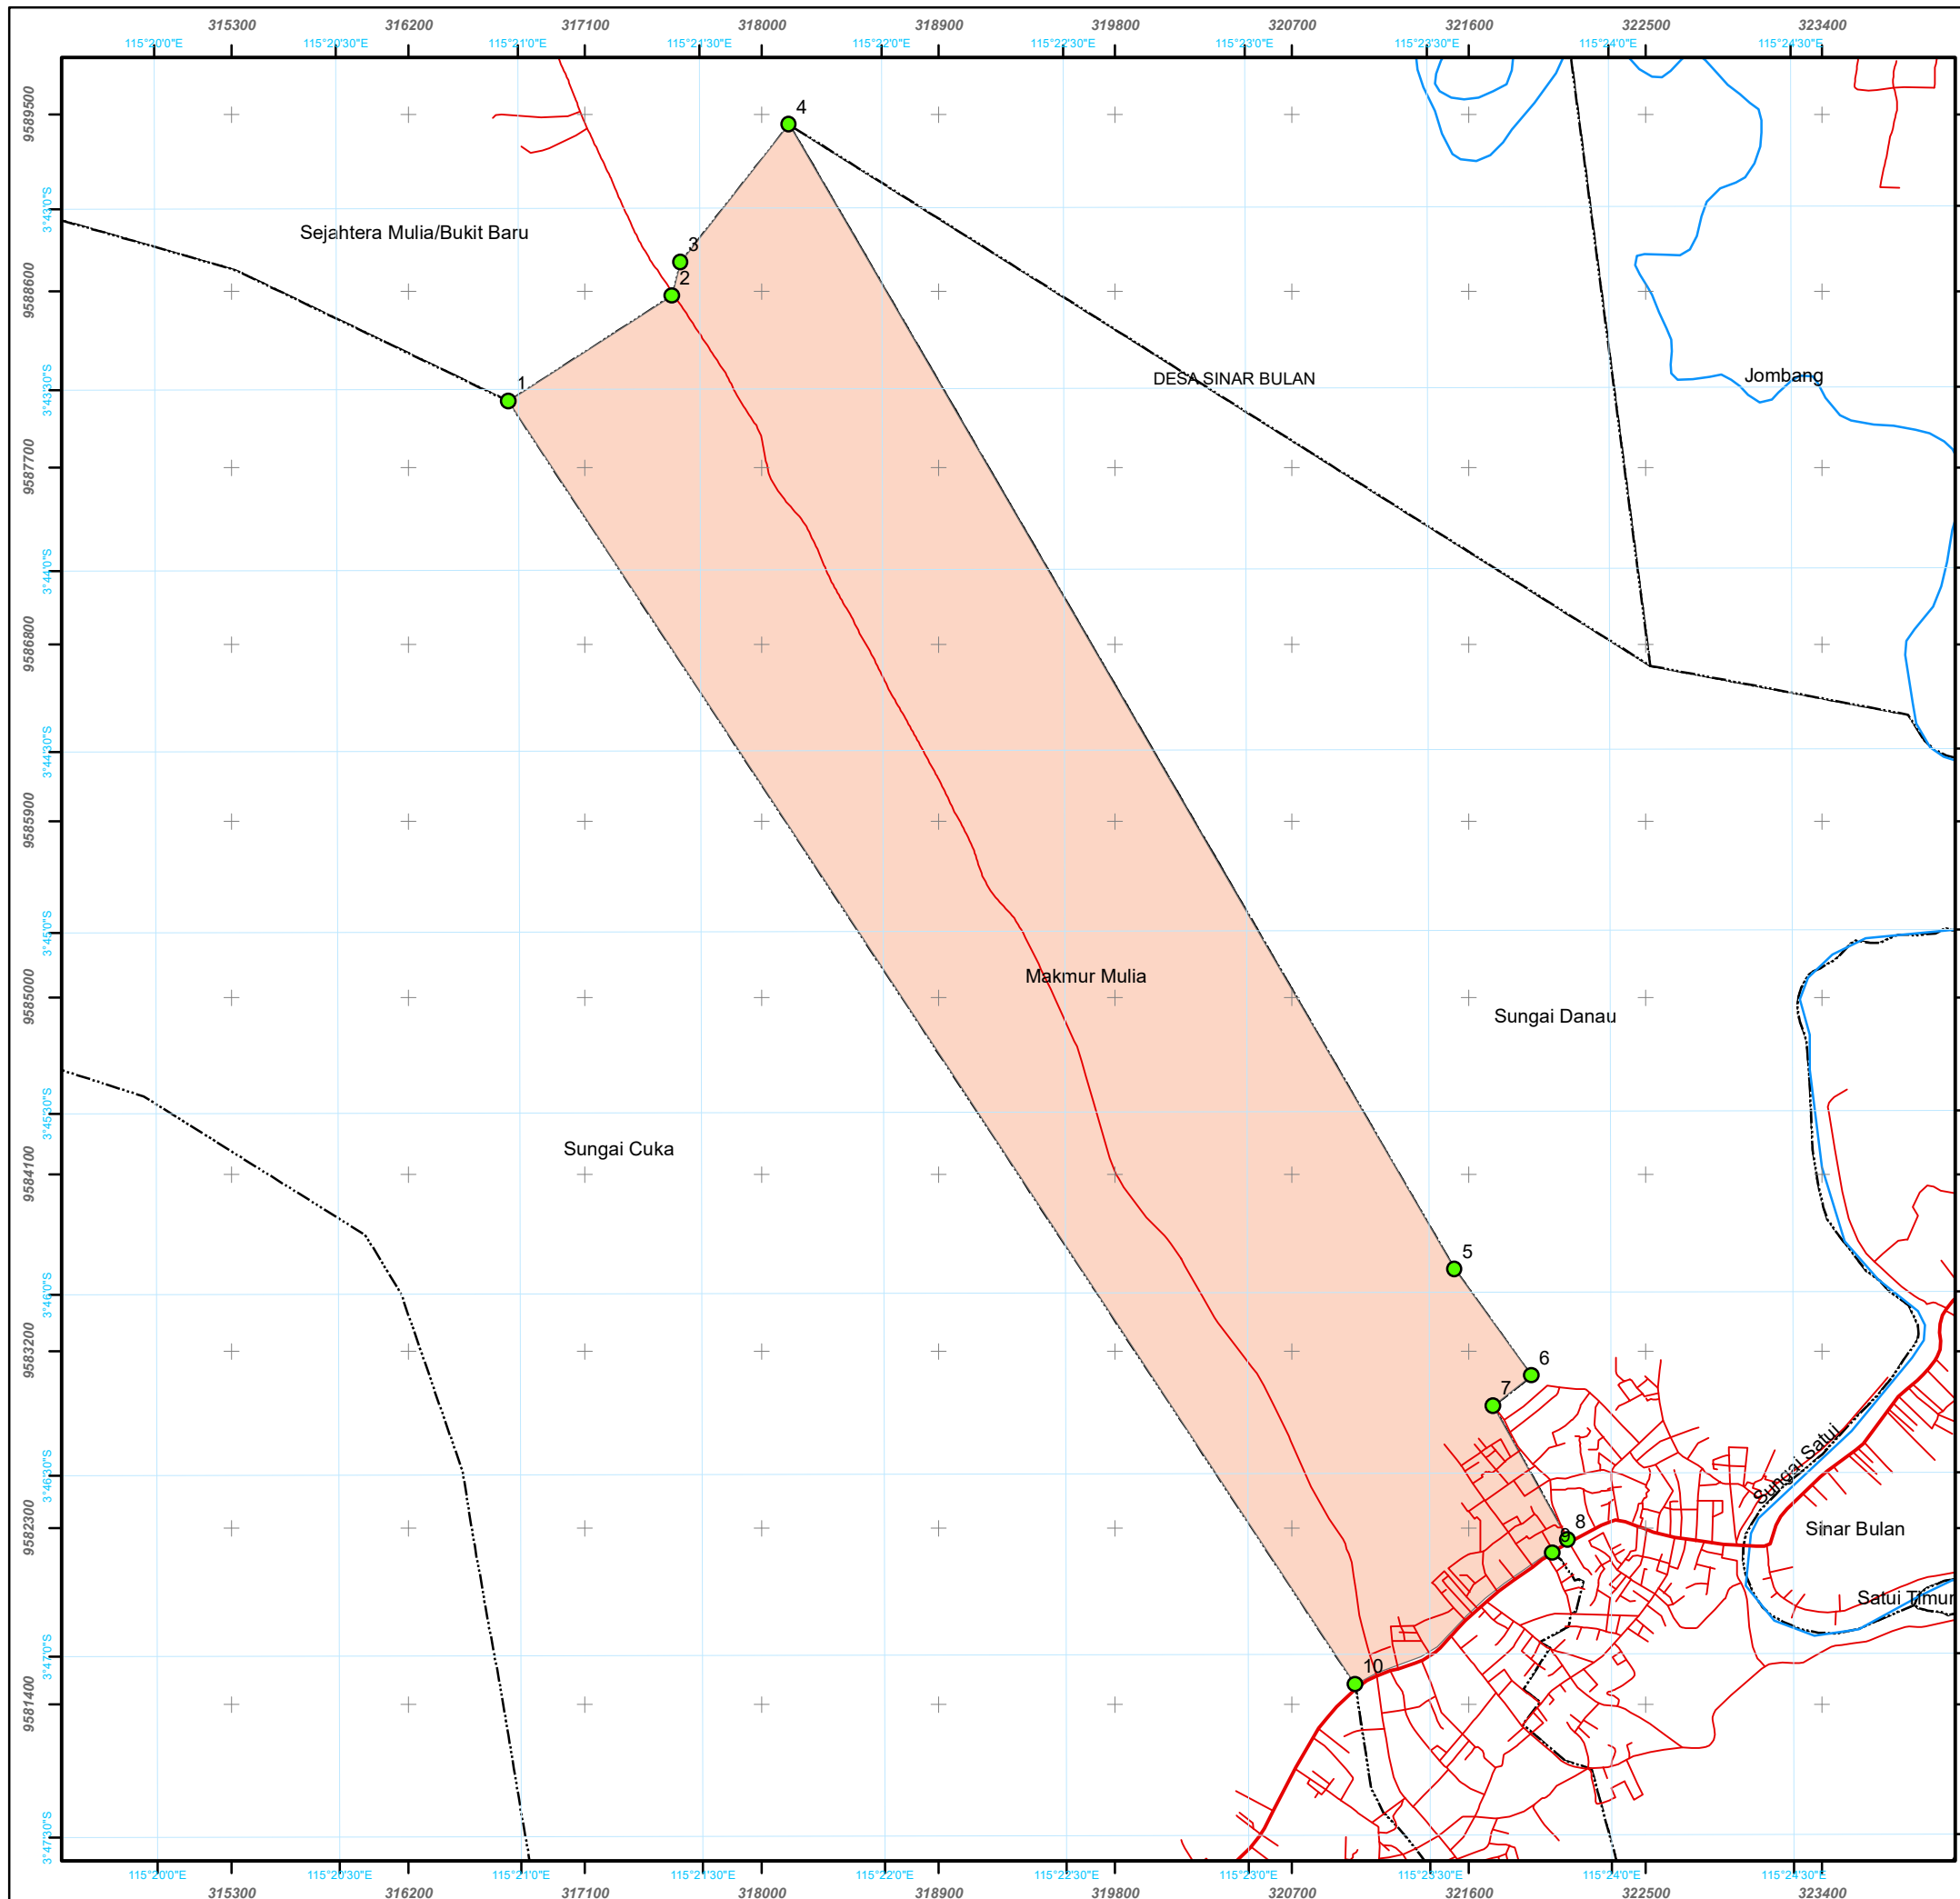 315300 316200 317100 318000 318900 319800 320700 321600 322500 323400
115°20'0"E 115°20'30"E 115°21'0"E 115°21'30"E 115°22'0"E 115°22'30"E 115°23'0"E 115°23'30"E 115°24'0"E 115°24'30"E
9589500
4
3°43'0"S
Sejahtera Mulia/Bukit Baru
3
9588600
2
3°43'30"S
1
DESA SINAR BULAN
Jombang
9587700
3°44'0"S
9586800
3°44'30"S
9585900
3°45'0"S
9585000
Makmur Mulia
Sungai Danau
3°45'30"S
Sungai Cuka
9584100
5
3°46'0"S
9583200
6
7
3°46'30"S
Sungai Satui
9582300
8
9
Sinar Bulan
Satui Timur
3°47'0"S
10
9581400
3°47'30"S
115°20'0"E 115°20'30"E 115°21'0"E 115°21'30"E 115°22'0"E 115°22'30"E 115°23'0"E 115°23'30"E 115°24'0"E 115°24'30"E
315300 316200 317100 318000 318900 319800 320700 321600 322500 323400